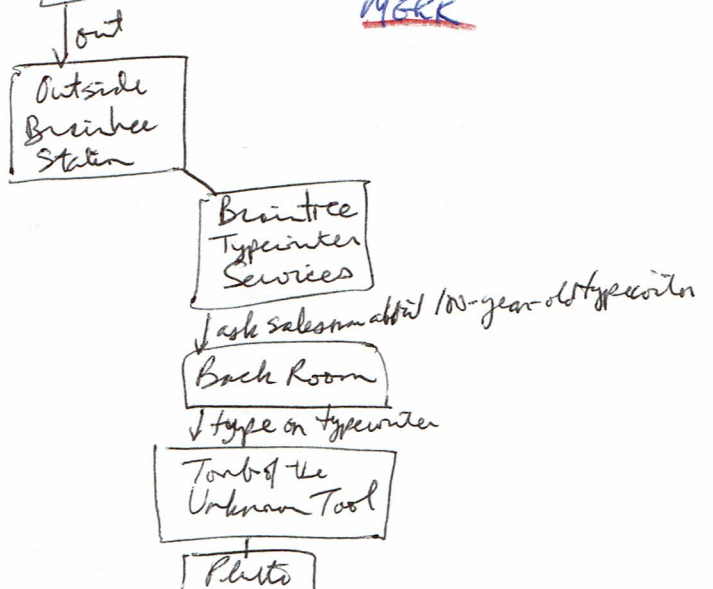 out
Outside
Braintree
Station
Braintree
Typewriter
Services
ask salesman about 100-year-old typewriter
Back Room
type on typewriter
Tomb of the
Unknown Tool
Pluto